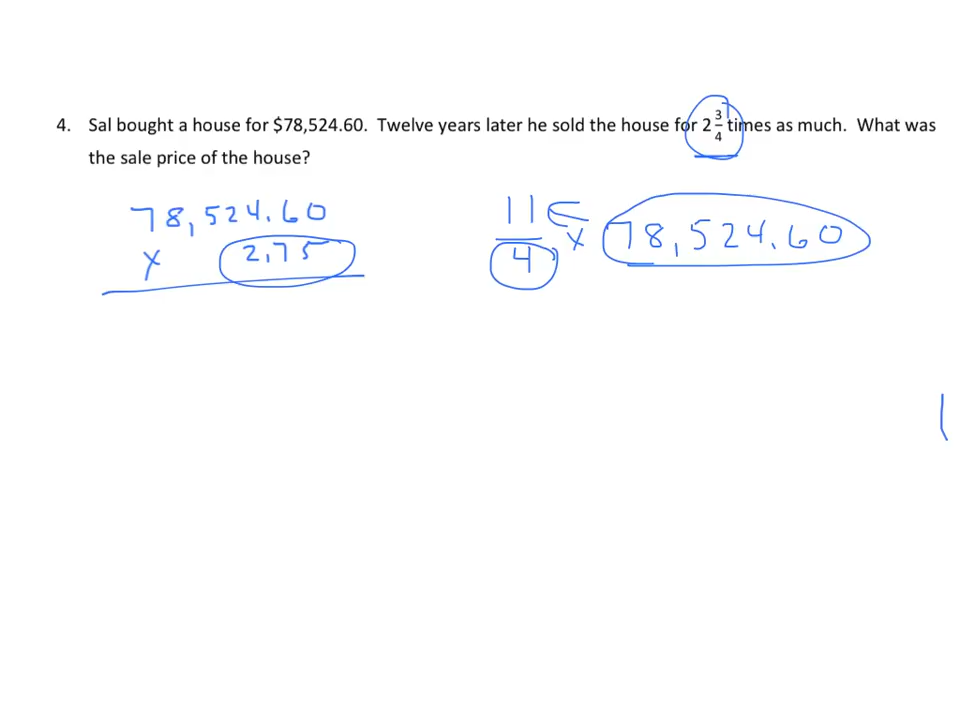 4. Sal bought a house for $78,524.60. Twelve years later he sold the house for 2 3/4 times as much. What was
the sale price of the house?
78,524.60
x 2.75
11/4 x 78,524.60